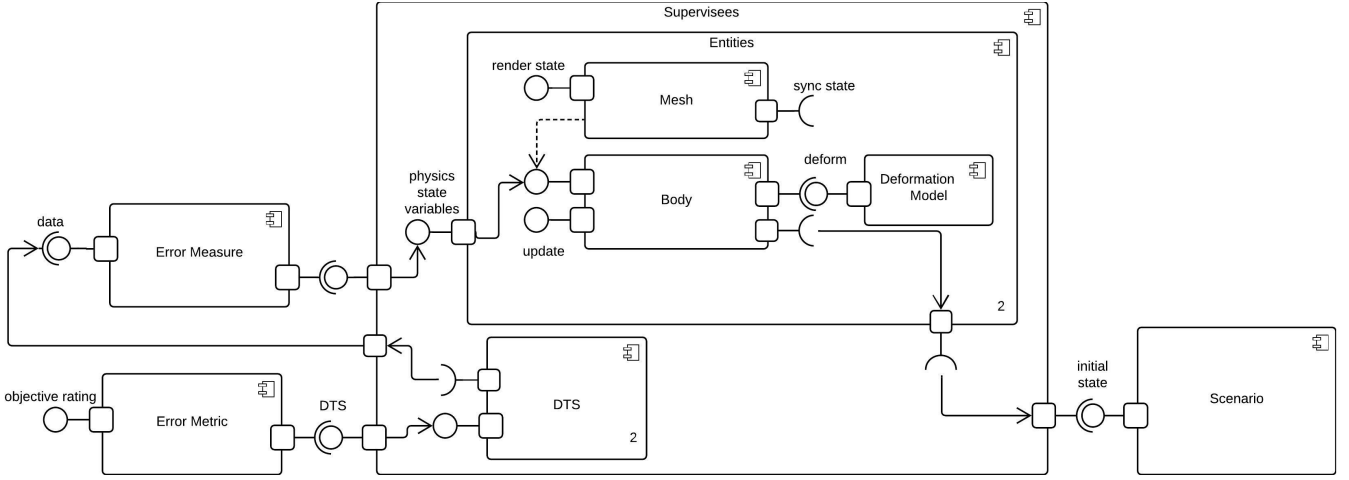 Supervisees
Entities
render state
Mesh
sync state
deform
physics
state
variables
Body
Deformation
Model
data
update
Error Measure
2
initial
state
objective rating
DTS
DTS
Error Metric
Scenario
2